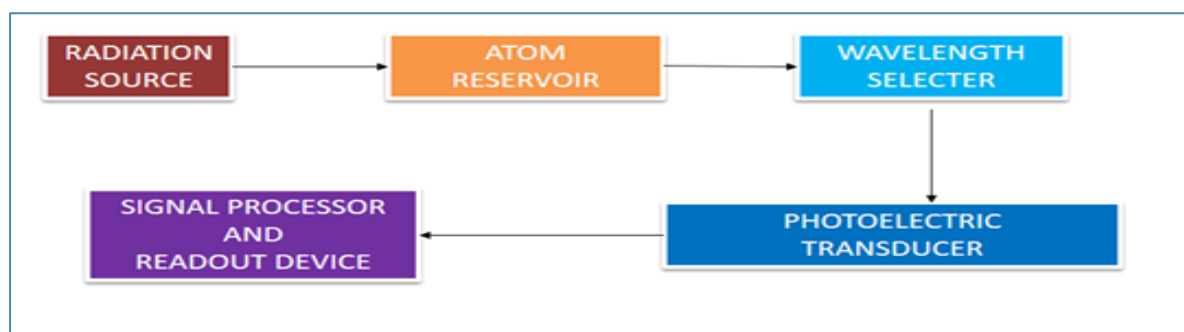 RADIATION
SOURCE
ATOM
RESERVOIR
WAVELENGTH
SELECTER
PHOTOELECTRIC
TRANSDUCER
SIGNAL PROCESSOR
AND
READOUT DEVICE